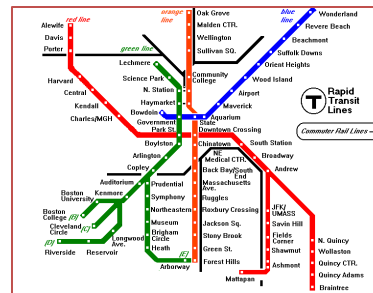 orange
line
blue
line
red line
green line
Oak Grove
Malden CTR.
Wellington
Sullivan SQ.
Community
College
Wonderland
Revere Beach
Beachmont
Suffolk Downs
Orient Heights
Wood Island
Airport
Maverick
Aquarium
State
Alewife
Davis
Porter
Harvard
Central
Kendall
Charles/MGH
Lechmere
Science Park
N. Station
Haymarket
Bowdoin
Government
Park St.
Boylston
Arlington
Copley
Auditorium
Kenmore
Boston
University
Boston
College (B)
Cleveland
Circle (C)
(D)
Riverside
Reservoir
Longwood
Ave.
Prudential
Symphony
Northeastern
Museum
Brigham
Circle
Heath
(E)
Arborway
Downtown Crossing
Chinatown
NE
Medical CTR.
Back Bay/South
End
Massachusetts
Ave.
Ruggles
Roxbury Crossing
Jackson Sq.
Stony Brook
Green St.
Forest Hills
South Station
Broadway
Andrew
JFK/
UMASS
Savin Hill
Fields
Corner
Shawmut
Ashmont
Mattapan
N. Quincy
Wollaston
Quincy CTR.
Quincy Adams
Braintree
T
Rapid
Transit
Lines
Commuter Rail Lines